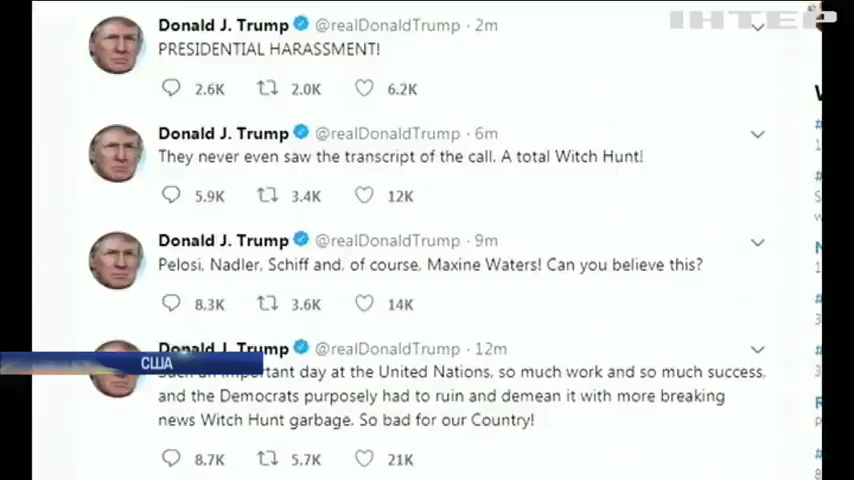 ІНТЕР
Donald J. Trump @realDonaldTrump · 2m
PRESIDENTIAL HARASSMENT!
2.6K 2.0K 6.2K
Donald J. Trump @realDonaldTrump · 6m
They never even saw the transcript of the call. A total Witch Hunt!
5.9K 3.4K 12K
Donald J. Trump @realDonaldTrump · 9m
Pelosi, Nadler, Schiff and, of course, Maxine Waters! Can you believe this?
8.3K 3.6K 14K
Donald J. Trump @realDonaldTrump · 12m
США
important day at the United Nations, so much work and so much success,
and the Democrats purposely had to ruin and demean it with more breaking
news Witch Hunt garbage. So bad for our Country!
8.7K 5.7K 21K